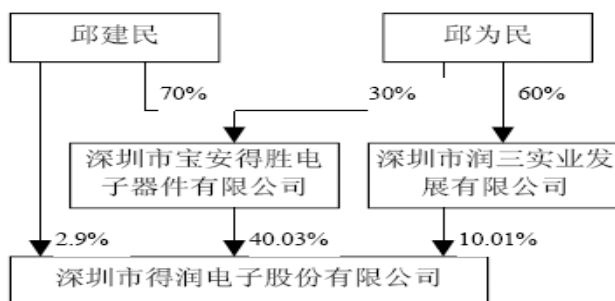 邱建民
邱为民
70%
30%
60%
深圳市宝安得胜电
子器件有限公司
深圳市润三实业发
展有限公司
2.9%
40.03%
10.01%
深圳市得润电子股份有限公司